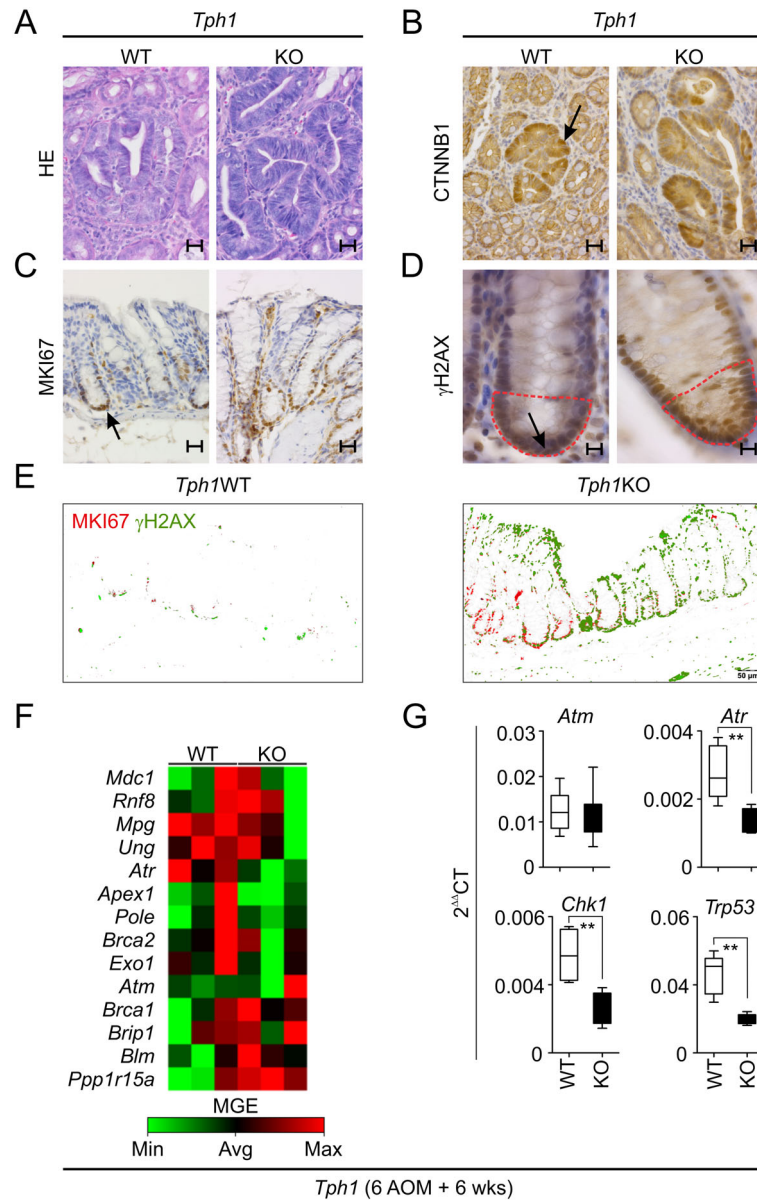 A
Tph1
WT
KO
HE
B
Tph1
WT
KO
CTNNB1
C
MKI67
D
γH2AX
E
Tph1WT
Tph1KO
MKI67 γH2AX
50 µm
F
WT
KO
Mdc1
Rnf8
Mpg
Ung
Atr
Apex1
Pole
Brca2
Exo1
Atm
Brca1
Brip1
Blm
Ppp1r15a
MGE
Min
Avg
Max
G
2ΔΔCT
Atm
0.03
0.02
0.01
0
Atr
0.004
**
0.002
0
Chk1
0.006
**
0.004
0
WT
KO
Trp53
0.08
**
0.04
0
WT
KO
Tph1 (6 AOM + 6 wks)